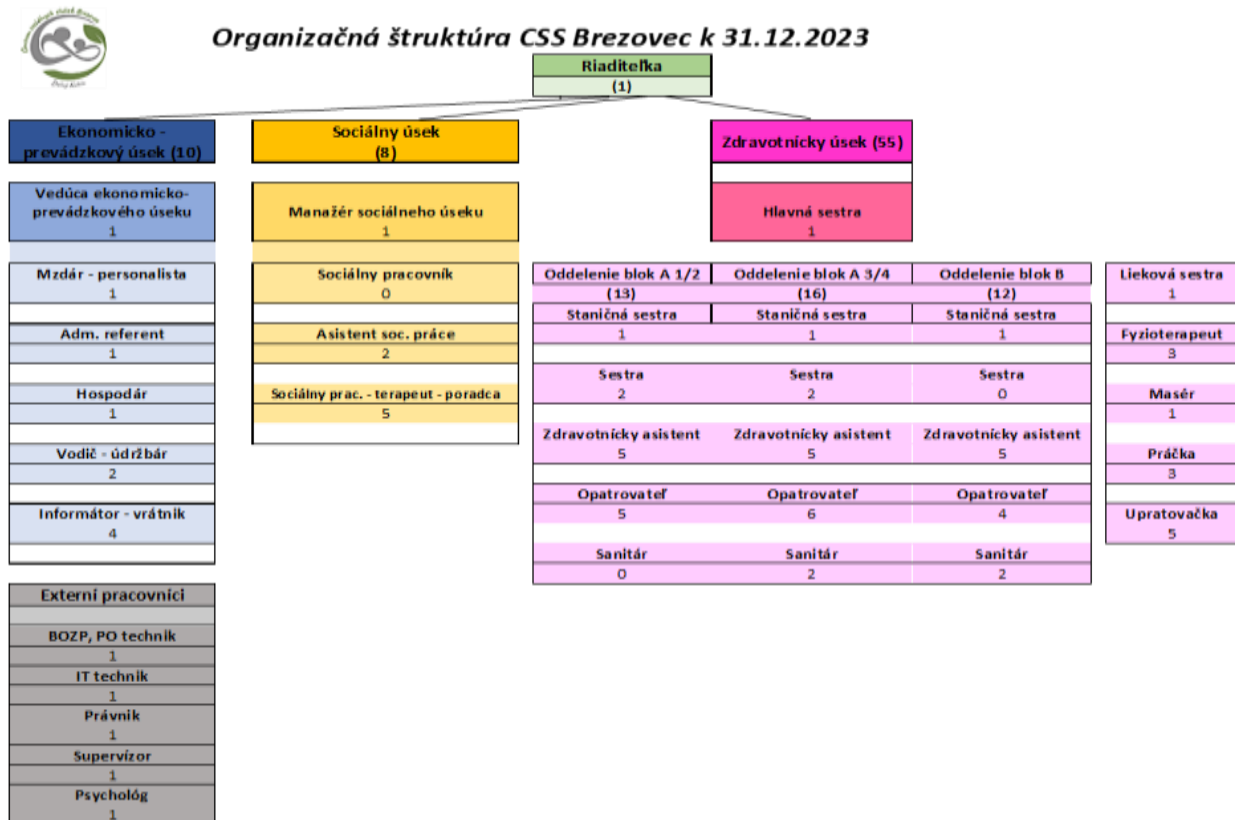 Organizačná štruktúra CSS Brezovec k 31.12.2023
Riaditeľka
(1)
Ekonomicko -
prevádzkový úsek (10)
Vedúca ekonomicko-
prevádzkového úseku
1
Mzdár - personalista
1
Adm. referent
1
Hospodár
1
Vodič - údržbár
2
Informátor - vrátnik
4
Externí pracovníci
BOZP, PO technik
1
IT technik
1
Právnik
1
Supervízor
1
Psychológ
1
Sociálny úsek
(8)
Manažér sociálneho úseku
1
Sociálny pracovník
0
Asistent soc. práce
2
Sociálny prac. - terapeut - poradca
5
Zdravotnícky úsek (55)
Hlavná sestra
1
Oddelenie blok A 1/2
(13)
Staničná sestra
1
Sestra
2
Zdravotnícky asistent
5
Opatrovateľ
5
Sanitár
0
Oddelenie blok A 3/4
(16)
Staničná sestra
1
Sestra
2
Zdravotnícky asistent
5
Opatrovateľ
6
Sanitár
2
Oddelenie blok B
(12)
Staničná sestra
1
Sestra
0
Zdravotnícky asistent
5
Opatrovateľ
4
Sanitár
2
Lieková sestra
1
Fyzioterapeut
3
Masér
1
Práčka
3
Upratovačka
5